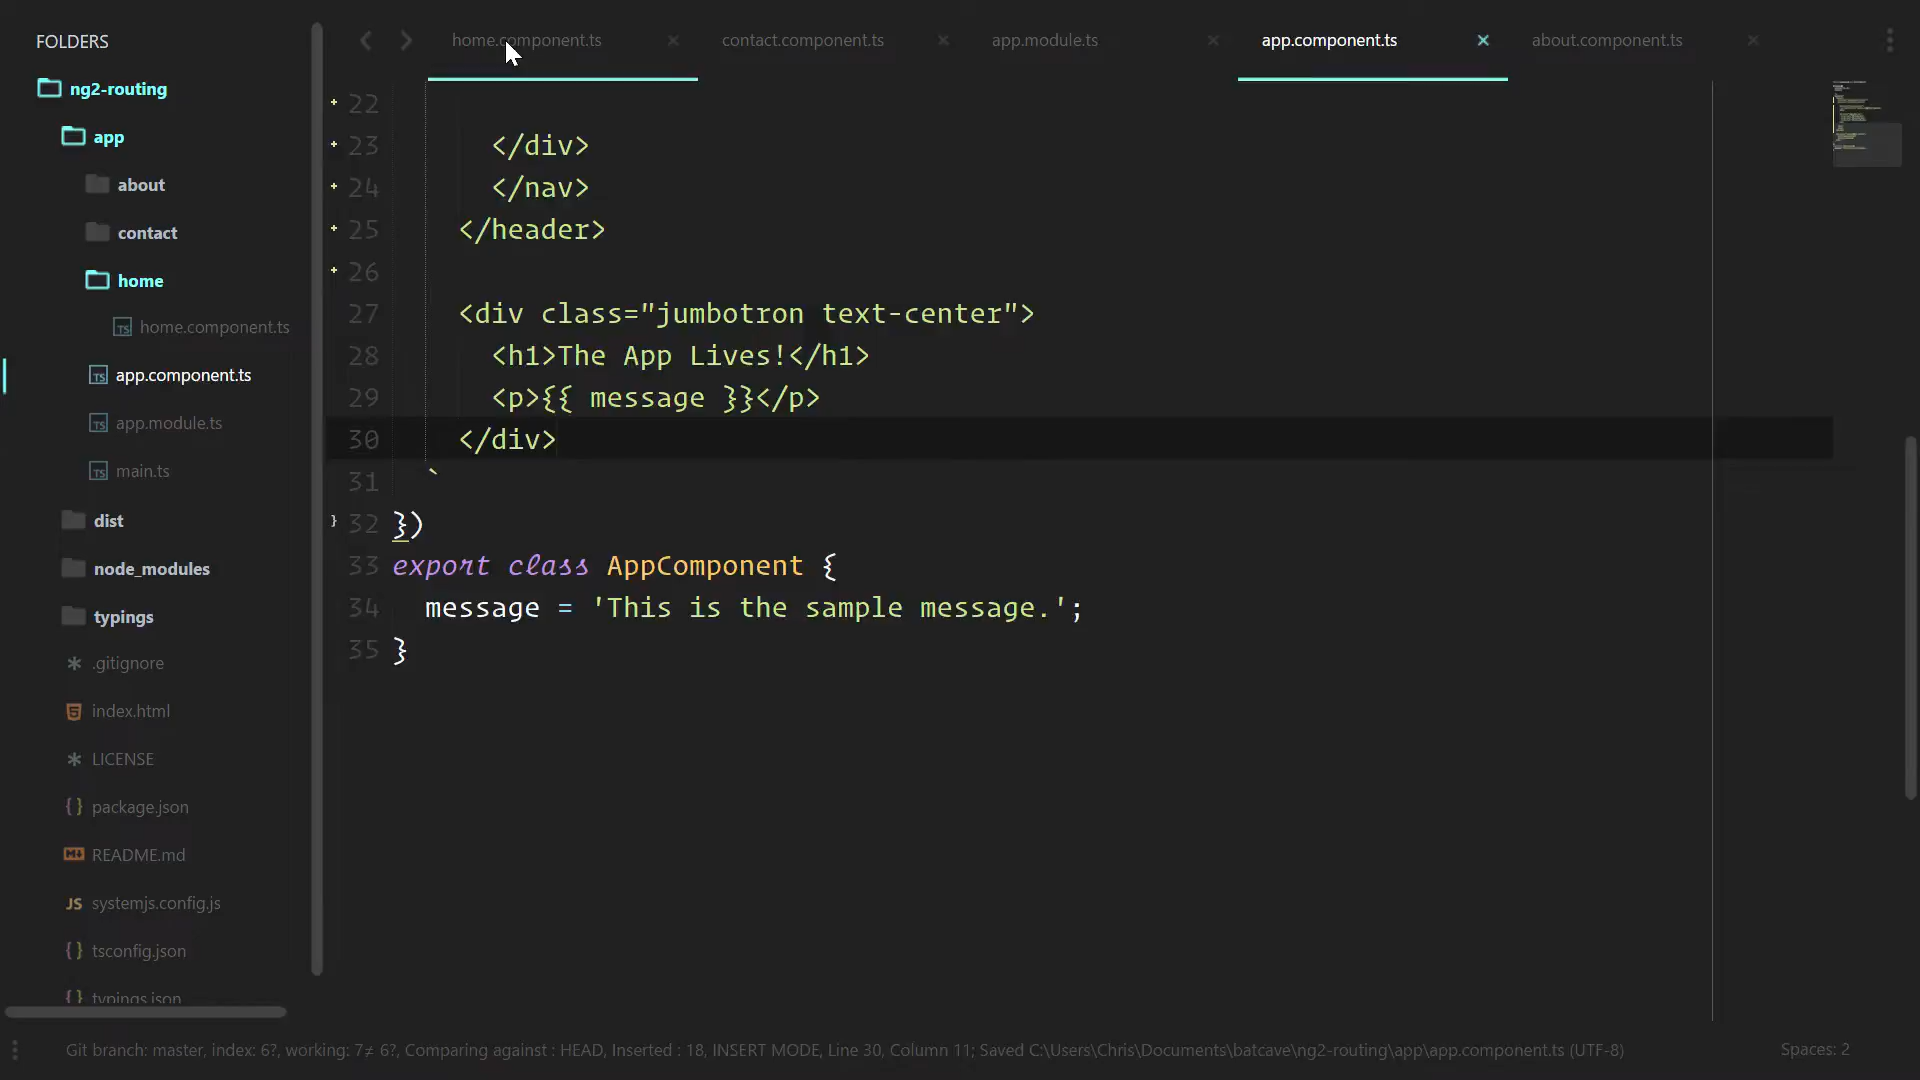 FOLDERS
ng2-routing
app
about
contact
home
home.component.ts
app.component.ts
app.module.ts
main.ts
dist
node_modules
typings
.gitignore
index.html
LICENSE
package.json
README.md
systemjs.config.js
tsconfig.json
typings.json
home.component.ts × contact.component.ts × app.module.ts × app.component.ts × about.component.ts ×
22
23 </div>
24 </nav>
25 </header>
26
27 <div class="jumbotron text-center">
28 <h1>The App Lives!</h1>
29 <p>{{ message }}</p>
30 </div>
31 `
32 })
33 export class AppComponent {
34 message = 'This is the sample message.';
35 }
Git branch: master, index: 6?, working: 7≠ 6?, Comparing against : HEAD, Inserted : 18, INSERT MODE, Line 30, Column 11; Saved C:\Users\Chris\Documents\batcave\ng2-routing\app\app.component.ts (UTF-8) Spaces: 2